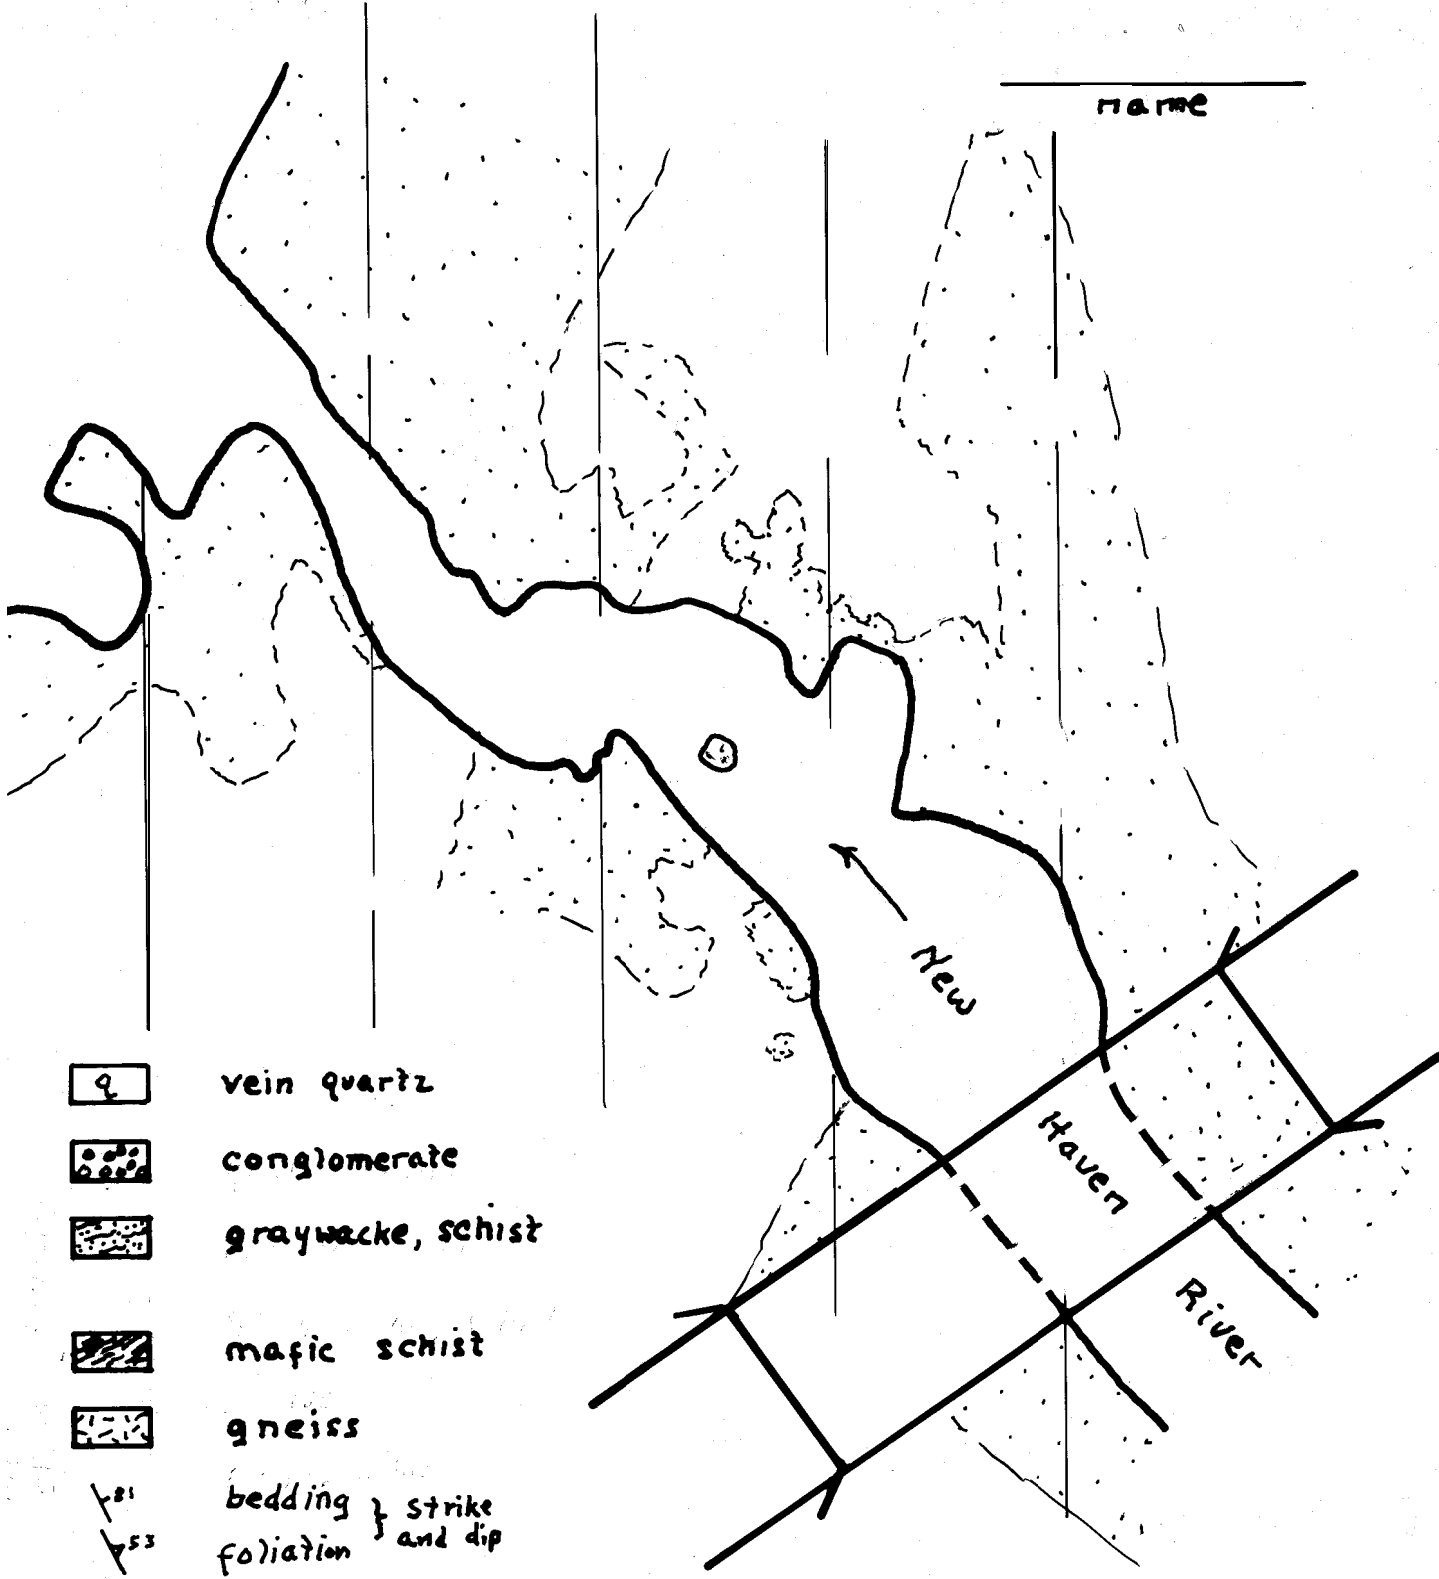 name
New
Haven
River
q vein quartz
conglomerate
graywacke, schist
mafic schist
gneiss
81 bedding } strike
and dip
53 foliation